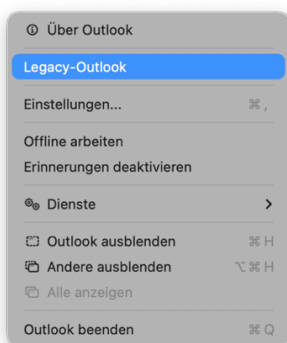 Über Outlook
Legacy-Outlook
Einstellungen... ⌘ ,
Offline arbeiten
Erinnerungen deaktivieren
Dienste
Outlook ausblenden ⌘ H
Andere ausblenden ⌥ ⌘ H
Alle anzeigen
Outlook beenden ⌘ Q